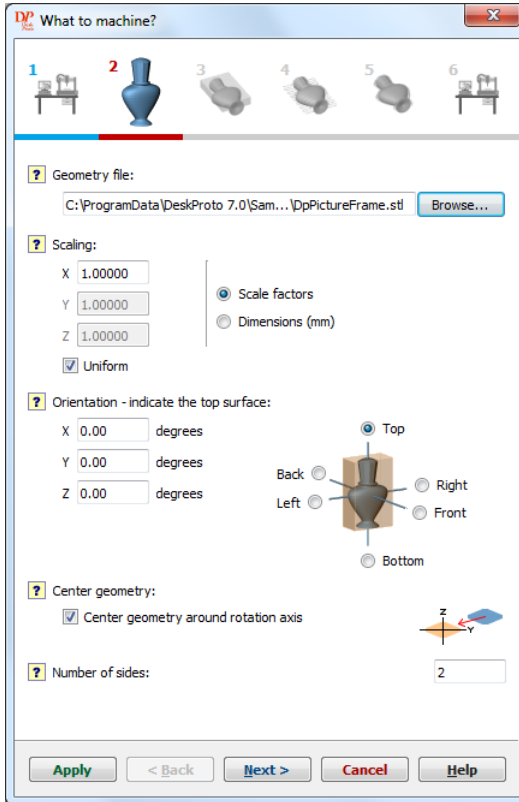 DP What to machine?
1 2 3 4 5 6
? Geometry file:
C:\ProgramData\DeskProto 7.0\Sam...\DpPictureFrame.stl Browse...
? Scaling:
X 1.00000
Y 1.00000
Z 1.00000
Scale factors
Dimensions (mm)
Uniform
? Orientation - indicate the top surface:
X 0.00 degrees
Y 0.00 degrees
Z 0.00 degrees
Top
Back
Left
Right
Front
Bottom
? Center geometry:
Center geometry around rotation axis
Z
Y
? Number of sides: 2
Apply < Back Next > Cancel Help